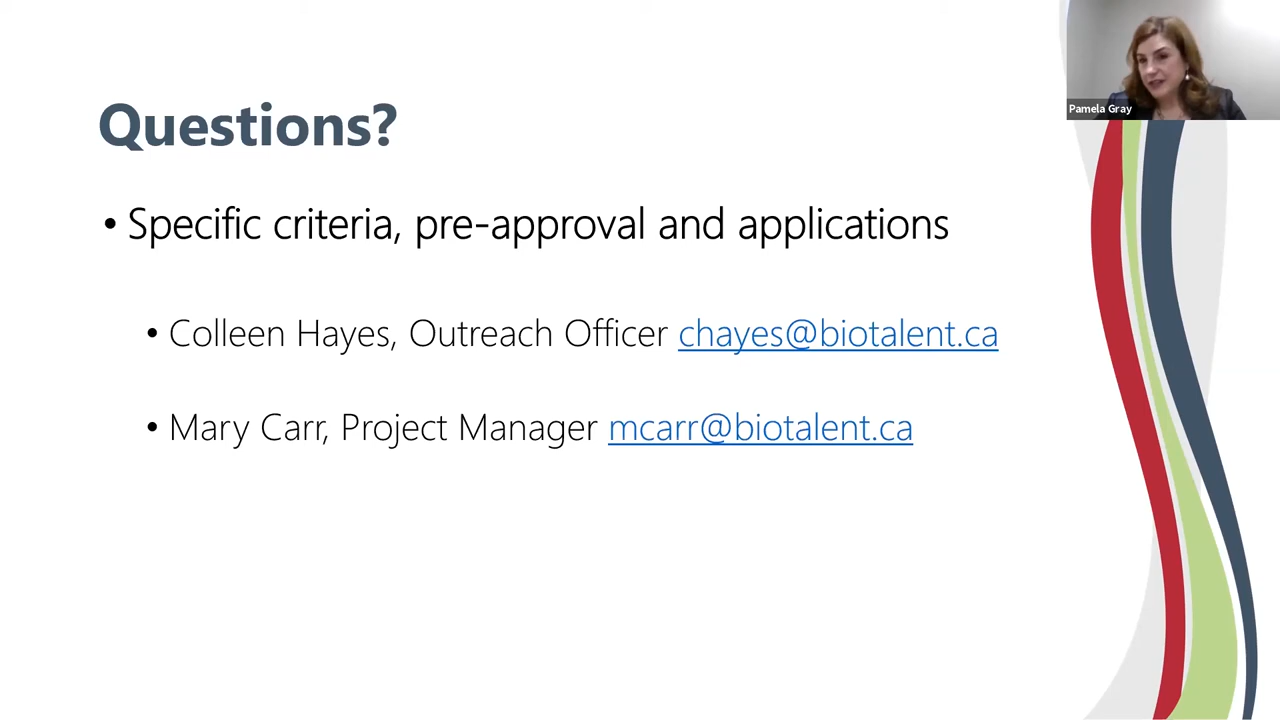 Questions?
• Specific criteria, pre-approval and applications
• Colleen Hayes, Outreach Officer chayes@biotalent.ca
• Mary Carr, Project Manager mcarr@biotalent.ca
Pamela Gray